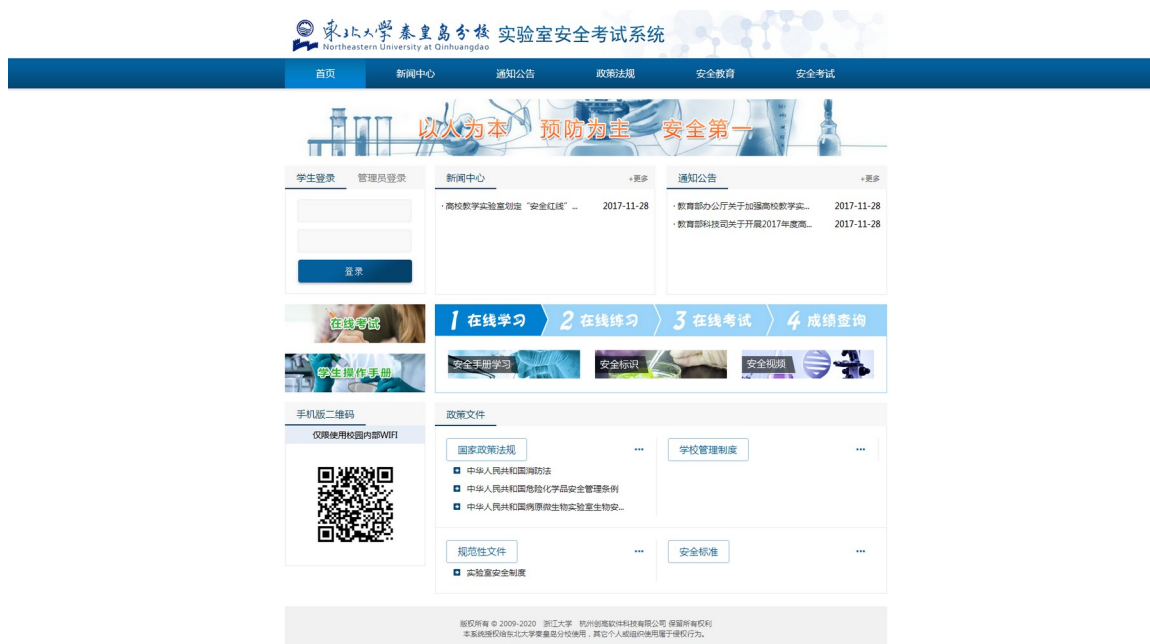 東北大学秦皇岛分校 实验室安全考试系统
Northeastern University at Qinhuangdao
首页 新闻中心 通知公告 政策法规 安全教育 安全考试
以人为本 预防为主 安全第一
学生登录 管理员登录
登录
新闻中心 +更多
·高校教学实验室划定“安全红线”... 2017-11-28
通知公告 +更多
·教育部办公厅关于加强高校教学实... 2017-11-28
·教育部科技司关于开展2017年度高... 2017-11-28
在线考试
学生操作手册
1 在线学习 2 在线练习 3 在线考试 4 成绩查询
安全手册学习 安全标识 安全视频
手机版二维码
仅限使用校园内部WIFI
政策文件
国家政策法规 ...
中华人民共和国消防法
中华人民共和国危险化学品安全管理条例
中华人民共和国病原微生物实验室生物安...
学校管理制度 ...
规范性文件 ...
实验室安全制度
安全标准 ...
版权所有 © 2009-2020 浙江大学 杭州创高软件科技有限公司 保留所有权利
本系统授权给东北大学秦皇岛分校使用，其它个人或组织使用属于侵权行为。